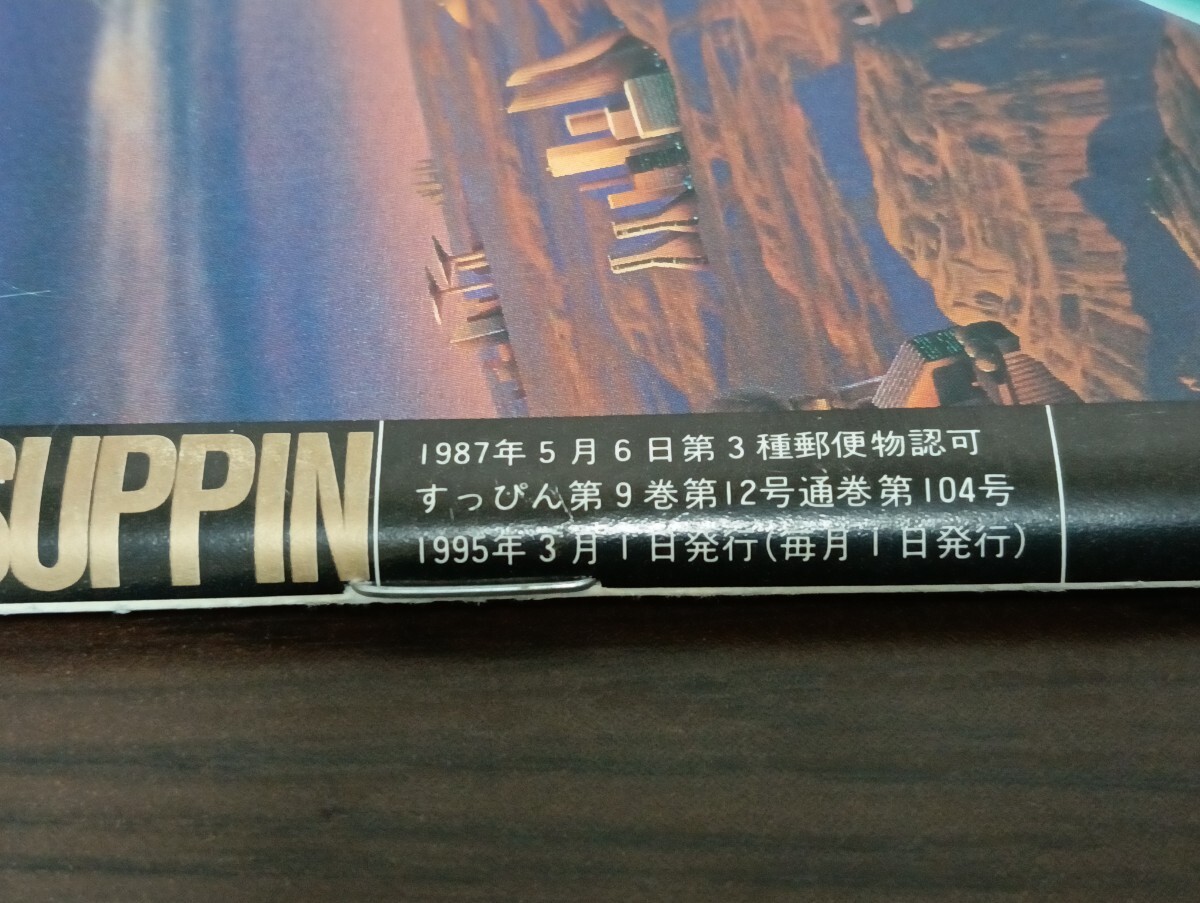 SUPPIN
1987年5月6日第3種郵便物認可
すっぴん第9巻第12号通巻第104号
1995年3月1日発行(毎月1日発行)